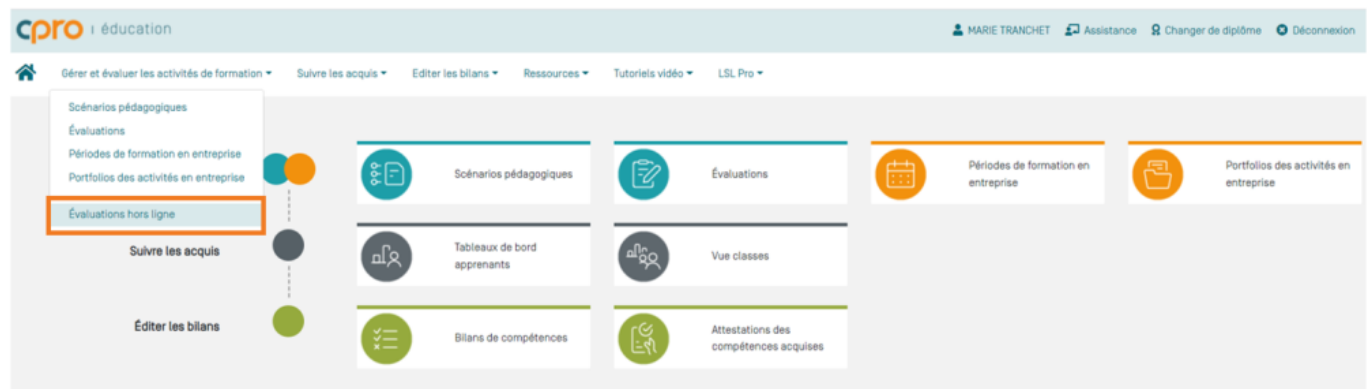 cpro éducation
MARIE TRANCHET Assistance Changer de diplôme Déconnexion
Gérer et évaluer les activités de formation Suivre les acquis Editer les bilans Ressources Tutoriels vidéo LSL Pro
Scénarios pédagogiques
Évaluations
Périodes de formation en entreprise
Portfolios des activités en entreprise
Évaluations hors ligne
Scénarios pédagogiques
Évaluations
Périodes de formation en
entreprise
Portfolios des activités en
entreprise
Suivre les acquis
Tableaux de bord
apprenants
Vue classes
Éditer les bilans
Bilans de compétences
Attestations des
compétences acquises